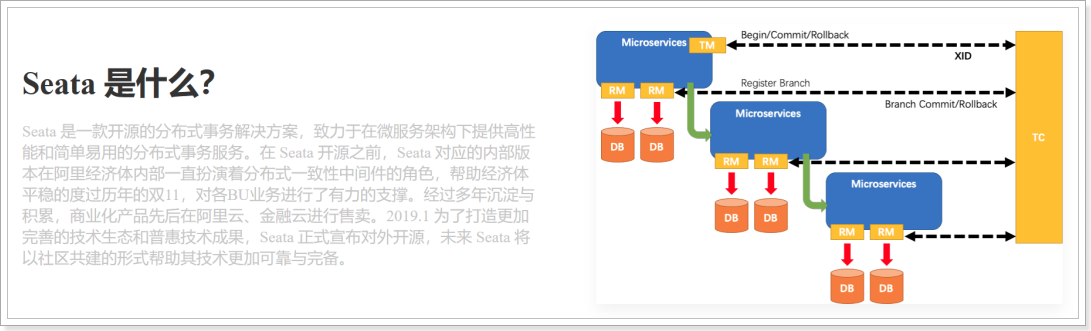 Seata 是什么？
Seata 是一款开源的分布式事务解决方案，致力于在微服务架构下提供高性
能和简单易用的分布式事务服务。在 Seata 开源之前，Seata 对应的内部版
本在阿里经济体内部一直扮演着分布式一致性中间件的角色，帮助经济体
平稳的度过历年的双11，对各BU业务进行了有力的支撑。经过多年沉淀与
积累，商业化产品先后在阿里云、金融云进行售卖。2019.1 为了打造更加
完善的技术生态和普惠技术成果，Seata 正式宣布对外开源，未来 Seata 将
以社区共建的形式帮助其技术更加可靠与完备。
Microservices
TM
Begin/Commit/Rollback
XID
RM RM
Register Branch
Branch Commit/Rollback
DB DB
Microservices
TC
RM RM
DB DB
Microservices
RM RM
DB DB